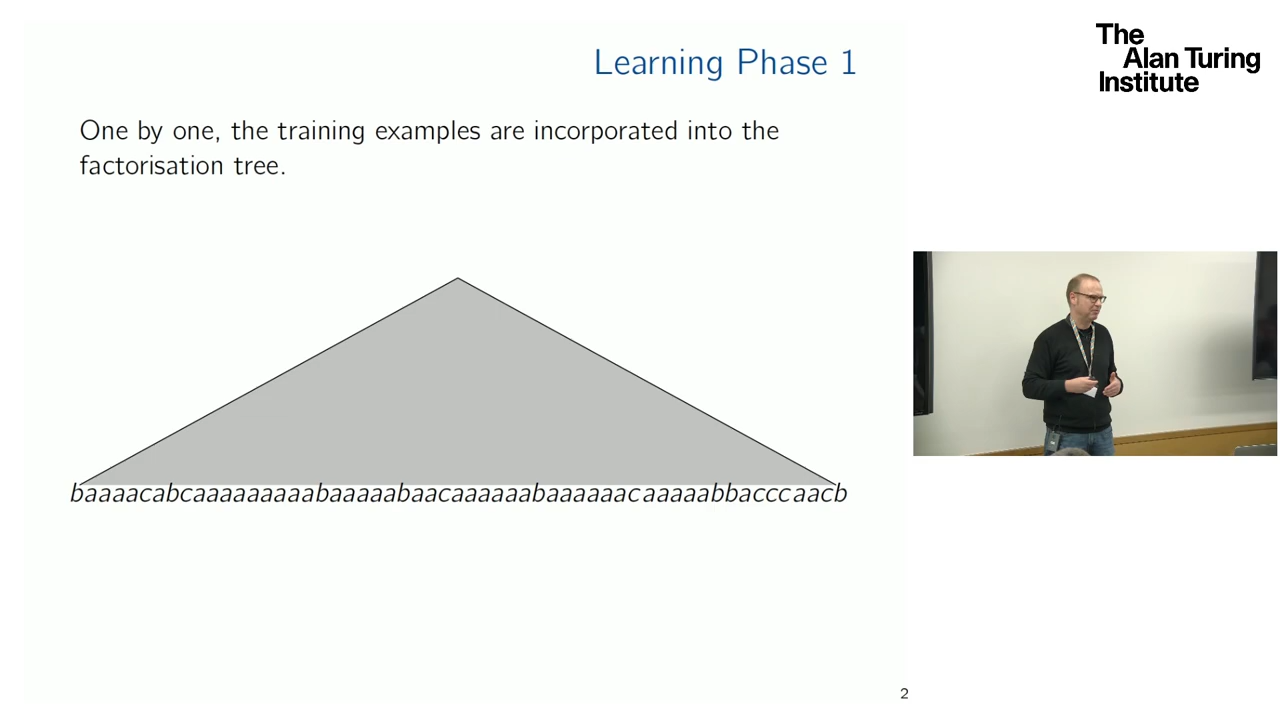 The
Alan Turing
Institute
Learning Phase 1
One by one, the training examples are incorporated into the
factorisation tree.
baaaacabcaaaaaaaaabaaaaabaacaaaaaabaaaaaacaaaaabbacccaacb
2